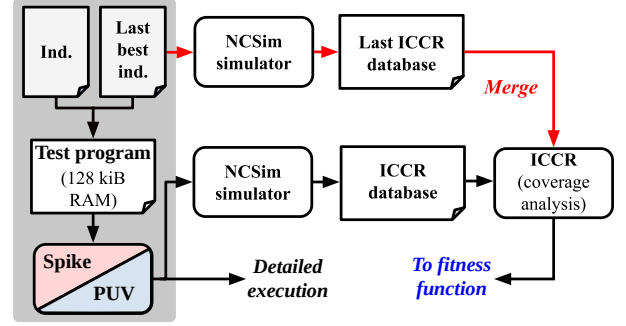 Ind.
Last
best
ind.
NCSim
simulator
Last ICCR
database
Merge
Test program
(128 kiB
RAM)
NCSim
simulator
ICCR
database
ICCR
(coverage
analysis)
Spike
PUV
Detailed
execution
To fitness
function